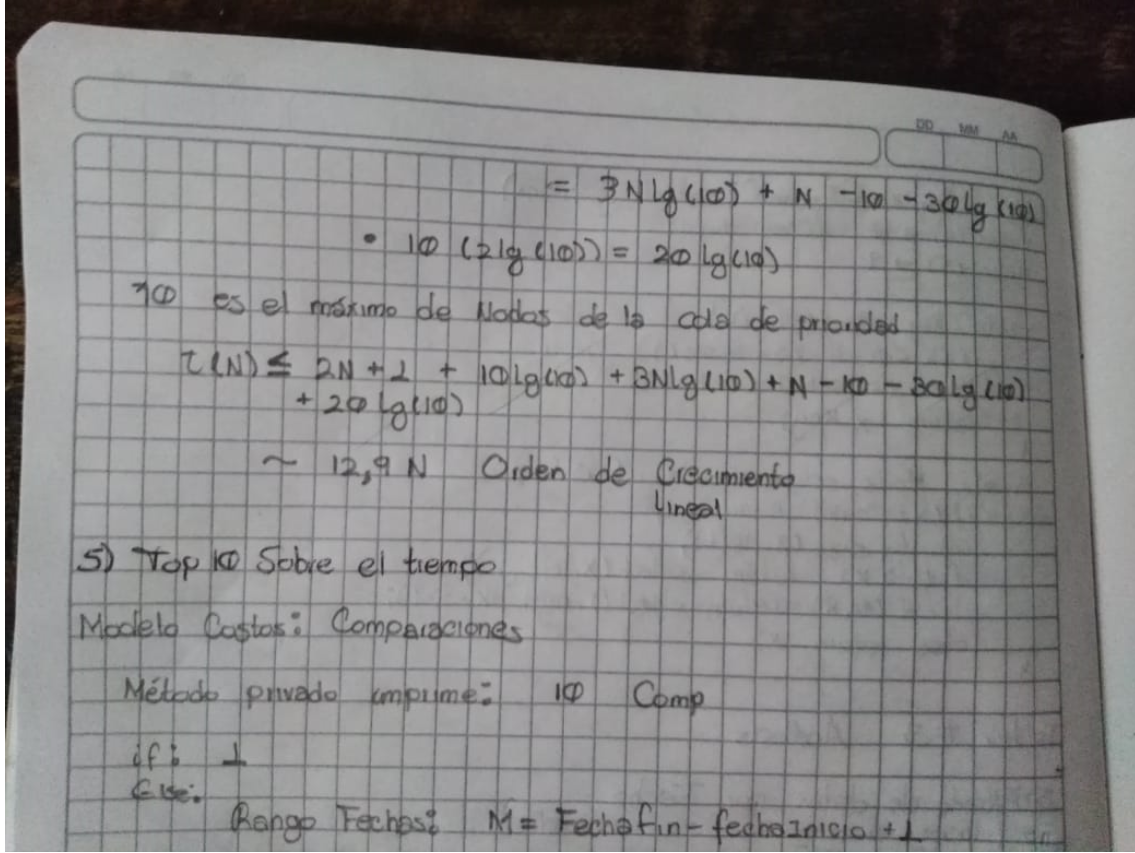 DD MM AA
= 3N lg(10) + N - 10 - 30 lg(10)
• 10 (2 lg (10)) = 20 lg(10)
10 es el máximo de Nodos de la cola de prioridad
τ(N) ≤ 2N + 1 + 10 lg(10) + 3N lg(10) + N - 10 - 30 lg(10)
+ 20 lg(10)
~ 12,9 N Orden de Crecimiento
Lineal
5) Top 10 Sobre el tiempo
Modelo Costos: Comparaciones
Método privado imprime: 10 Comp
if: 1
Else:
Rango Fechas: M = Fechafin - fechaInicio + 1